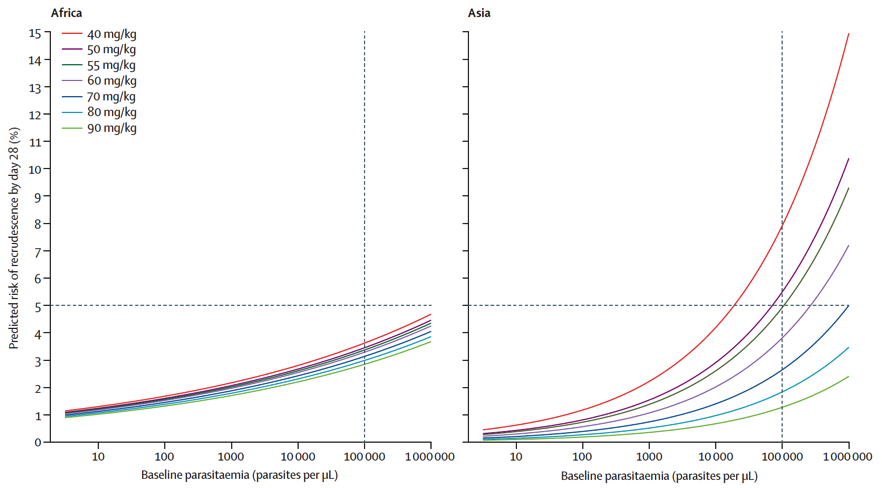 Africa
Asia
40 mg/kg
50 mg/kg
55 mg/kg
60 mg/kg
70 mg/kg
80 mg/kg
90 mg/kg
Predicted risk of recrudescence by day 28 (%)
15
14
13
12
11
10
9
8
7
6
5
4
3
2
1
0
10
100
1000
10 000
100 000
1 000 000
10
100
1000
10 000
100 000
1 000 000
Baseline parasitaemia (parasites per µL)
Baseline parasitaemia (parasites per µL)